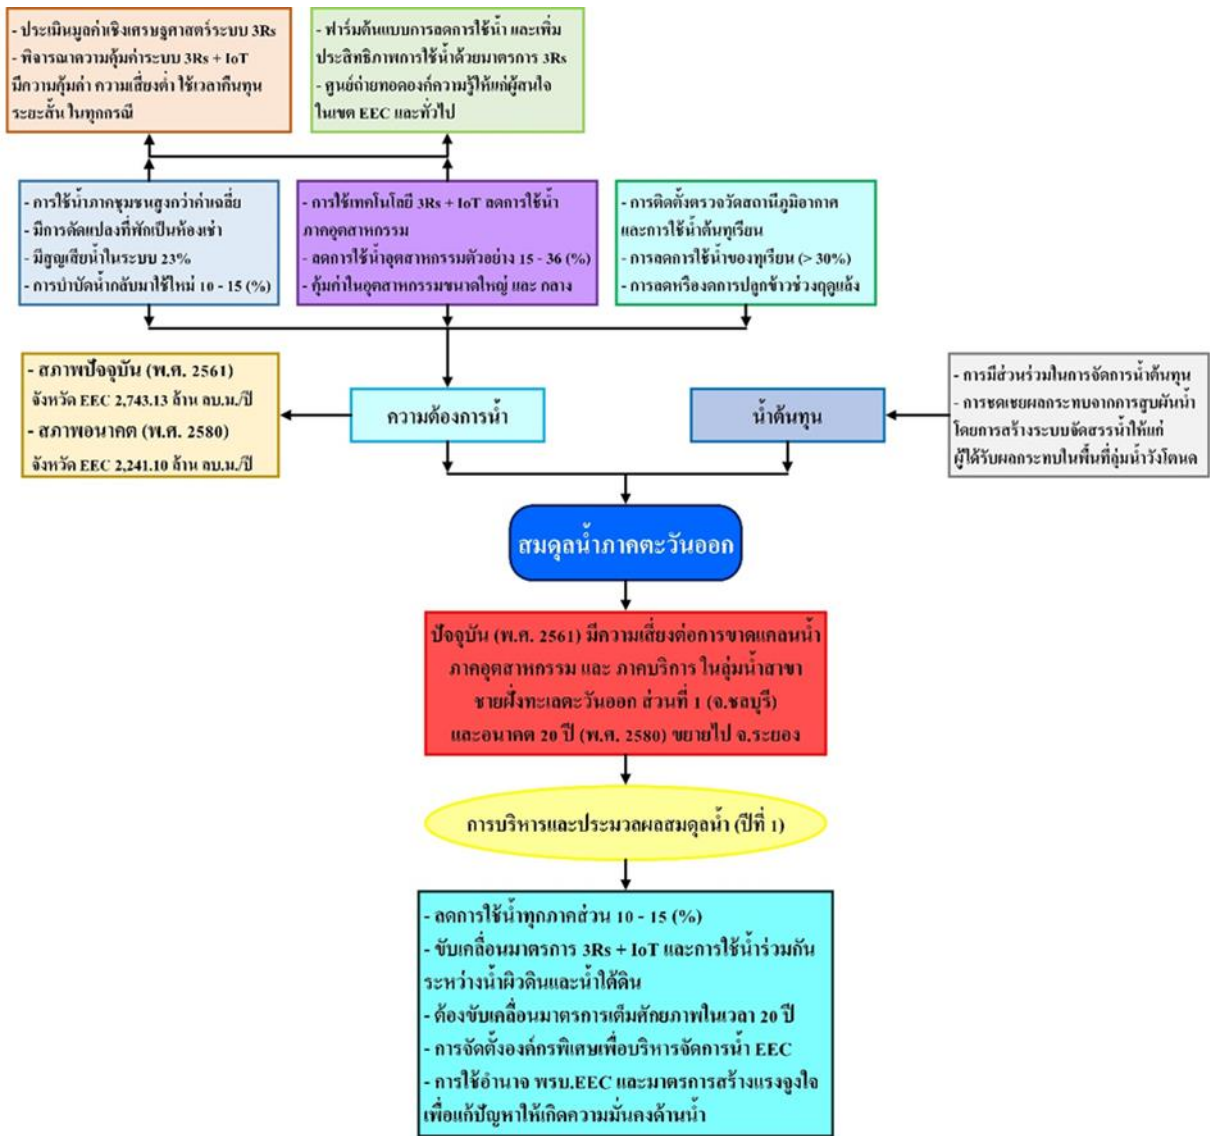 - ประเมินมูลค่าเชิงเศรษฐศาสตร์ระบบ 3Rs
- พิจารณาความคุ้มค่าระบบ 3Rs + IoT
มีความคุ้มค่า ความเสี่ยงต่ำ ใช้เวลาคืนทุน
ระยะสั้น ในทุกกรณี
- ฟาร์มต้นแบบการลดการใช้น้ำ และเพิ่ม
ประสิทธิภาพการใช้น้ำด้วยมาตรการ 3Rs
- ศูนย์ถ่ายทอดองค์ความรู้ให้แก่ผู้สนใจ
ในเขต EEC และทั่วไป
- การใช้น้ำภาคชุมชนสูงกว่าค่าเฉลี่ย
- มีการดัดแปลงที่พักเป็นห้องเช่า
- มีสูญเสียน้ำในระบบ 23%
- การบำบัดน้ำกลับมาใช้ใหม่ 10 - 15 (%)
- การใช้เทคโนโลยี 3Rs + IoT ลดการใช้น้ำ
ภาคอุตสาหกรรม
- ลดการใช้น้ำอุตสาหกรรมตัวอย่าง 15 - 36 (%)
- คุ้มค่าในอุตสาหกรรมขนาดใหญ่ และ กลาง
- การติดตั้งตรวจวัดสถานีภูมิอากาศ
และการใช้น้ำต้นทุเรียน
- การลดการใช้น้ำของทุเรียน (> 30%)
- การลดหรืองดการปลูกข้าวช่วงฤดูแล้ง
- สภาพปัจจุบัน (พ.ศ. 2561)
จังหวัด EEC 2,743.13 ล้าน ลบ.ม./ปี
- สภาพอนาคต (พ.ศ. 2580)
จังหวัด EEC 2,241.10 ล้าน ลบ.ม./ปี
ความต้องการน้ำ
น้ำต้นทุน
- การมีส่วนร่วมในการจัดการน้ำต้นทุน
- การชดเชยผลกระทบจากการสูบผันน้ำ
โดยการสร้างระบบจัดสรรน้ำให้แก่
ผู้ได้รับผลกระทบในพื้นที่ลุ่มน้ำวังโตนด
สมดุลน้ำภาคตะวันออก
ปัจจุบัน (พ.ศ. 2561) มีความเสี่ยงต่อการขาดแคลนน้ำ
ภาคอุตสาหกรรม และ ภาคบริการ ในลุ่มน้ำสาขา
ชายฝั่งทะเลตะวันออก ส่วนที่ 1 (จ.ชลบุรี)
และอนาคต 20 ปี (พ.ศ. 2580) ขยายไป จ.ระยอง
การบริหารและประมวลผลสมดุลน้ำ (ปีที่ 1)
- ลดการใช้น้ำทุกภาคส่วน 10 - 15 (%)
- ขับเคลื่อนมาตรการ 3Rs + IoT และการใช้น้ำร่วมกัน
ระหว่างน้ำผิวดินและน้ำใต้ดิน
- ต้องขับเคลื่อนมาตรการเต็มศักยภาพในเวลา 20 ปี
- การจัดตั้งองค์กรพิเศษเพื่อบริหารจัดการน้ำ EEC
- การใช้อำนาจ พรบ.EEC และมาตรการสร้างแรงจูงใจ
เพื่อแก้ปัญหาให้เกิดความมั่นคงด้านน้ำ